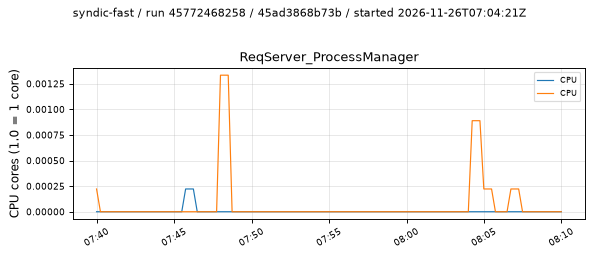 syndic-fast / run 45772468258 / 45ad3868b73b / started 2026-11-26T07:04:21Z
ReqServer_ProcessManager
CPU
CPU
CPU cores (1.0 = 1 core)
0.00125
0.00100
0.00075
0.00050
0.00025
0.00000
07:40
07:45
07:50
07:55
08:00
08:05
08:10